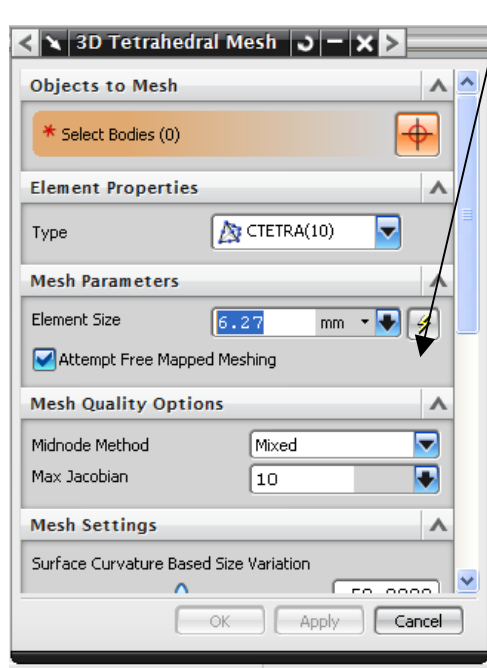 3D Tetrahedral Mesh
Objects to Mesh
* Select Bodies (0)
Element Properties
Type CTETRA(10)
Mesh Parameters
Element Size 6.27 mm
Attempt Free Mapped Meshing
Mesh Quality Options
Midnode Method Mixed
Max Jacobian 10
Mesh Settings
Surface Curvature Based Size Variation
OK Apply Cancel